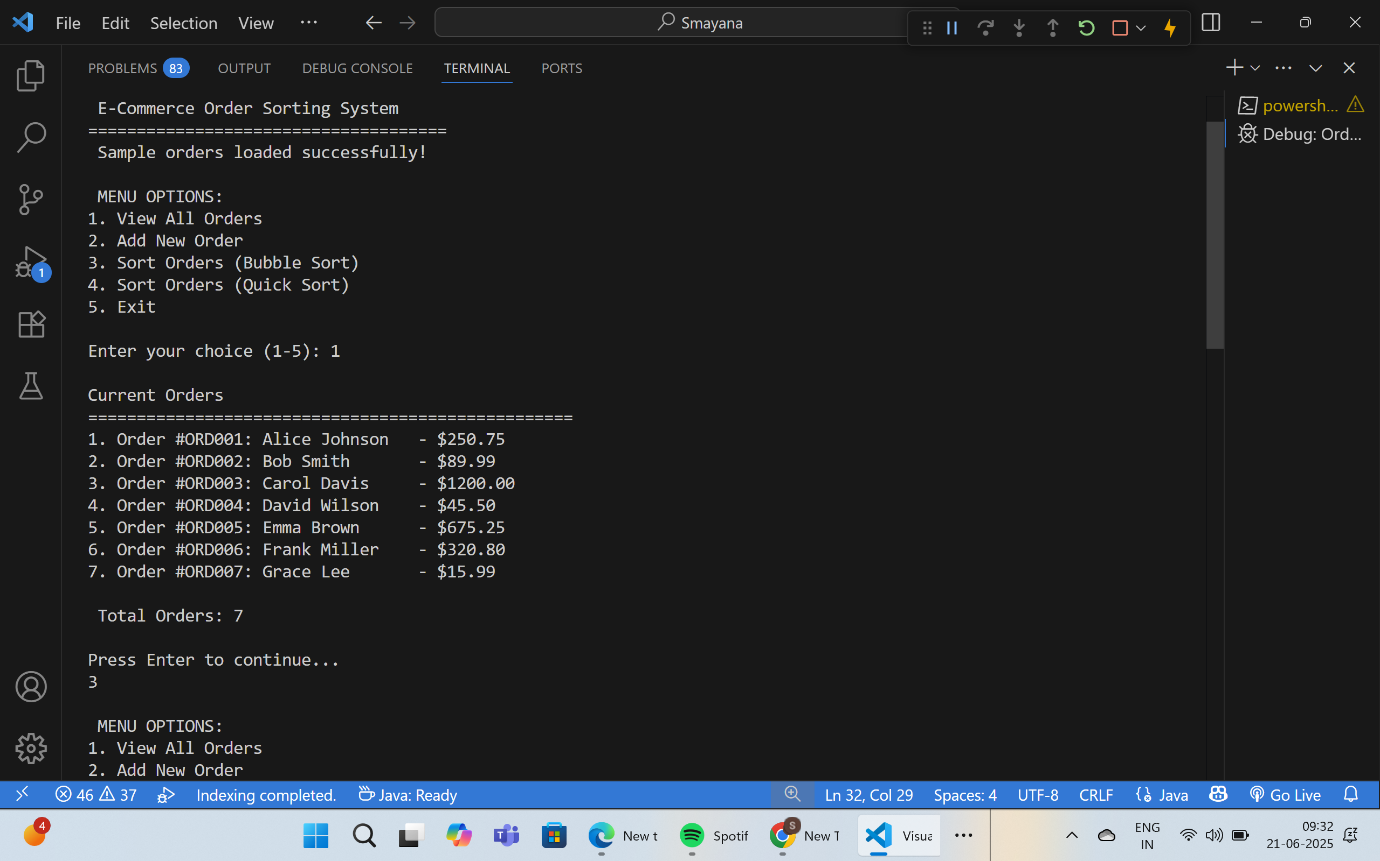 File Edit Selection View ··· Smayana
PROBLEMS 83 OUTPUT DEBUG CONSOLE TERMINAL PORTS
powersh...
Debug: Ord...
E-Commerce Order Sorting System
=====================================
Sample orders loaded successfully!
MENU OPTIONS:
1. View All Orders
2. Add New Order
3. Sort Orders (Bubble Sort)
4. Sort Orders (Quick Sort)
5. Exit
Enter your choice (1-5): 1
Current Orders
==================================================
1. Order #ORD001: Alice Johnson   - $250.75
2. Order #ORD002: Bob Smith       - $89.99
3. Order #ORD003: Carol Davis     - $1200.00
4. Order #ORD004: David Wilson    - $45.50
5. Order #ORD005: Emma Brown      - $675.25
6. Order #ORD006: Frank Miller    - $320.80
7. Order #ORD007: Grace Lee       - $15.99
Total Orders: 7
Press Enter to continue...
3
MENU OPTIONS:
1. View All Orders
2. Add New Order
1
46 37 Indexing completed. Java: Ready Ln 32, Col 29 Spaces: 4 UTF-8 CRLF Java Go Live
4 New t Spotif S New T Visua ENG IN 09:32 21-06-2025